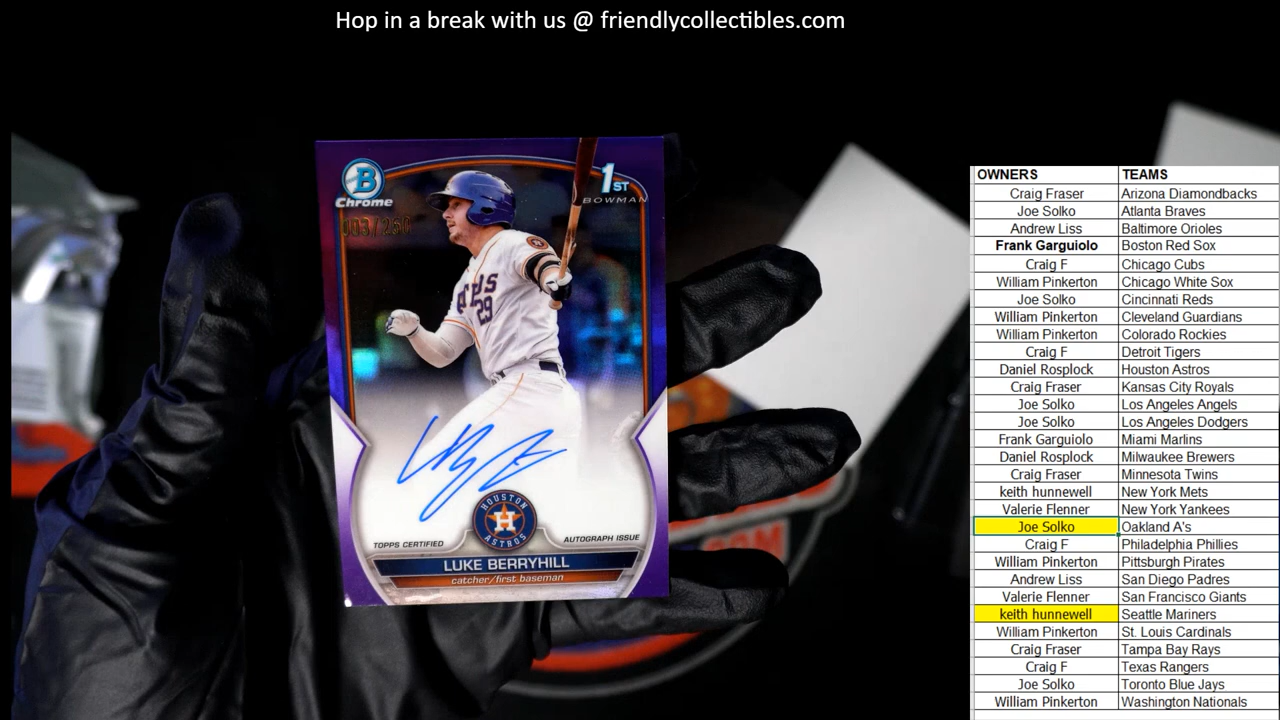 Hop in a break with us @ friendlycollectibles.com
B
Chrome
1ST
BOWMAN
003/250
29
HOUSTON
H
ASTROS
TOPPS CERTIFIED
AUTOGRAPH ISSUE
LUKE BERRYHILL
catcher/first baseman
OWNERS TEAMS
Craig Fraser Arizona Diamondbacks
Joe Solko Atlanta Braves
Andrew Liss Baltimore Orioles
Frank Garguiolo Boston Red Sox
Craig F Chicago Cubs
William Pinkerton Chicago White Sox
Joe Solko Cincinnati Reds
William Pinkerton Cleveland Guardians
William Pinkerton Colorado Rockies
Craig F Detroit Tigers
Daniel Rosplock Houston Astros
Craig Fraser Kansas City Royals
Joe Solko Los Angeles Angels
Joe Solko Los Angeles Dodgers
Frank Garguiolo Miami Marlins
Daniel Rosplock Milwaukee Brewers
Craig Fraser Minnesota Twins
keith hunnewell New York Mets
Valerie Flenner New York Yankees
Joe Solko Oakland A's
Craig F Philadelphia Phillies
William Pinkerton Pittsburgh Pirates
Andrew Liss San Diego Padres
Valerie Flenner San Francisco Giants
keith hunnewell Seattle Mariners
William Pinkerton St. Louis Cardinals
Craig Fraser Tampa Bay Rays
Craig F Texas Rangers
Joe Solko Toronto Blue Jays
William Pinkerton Washington Nationals